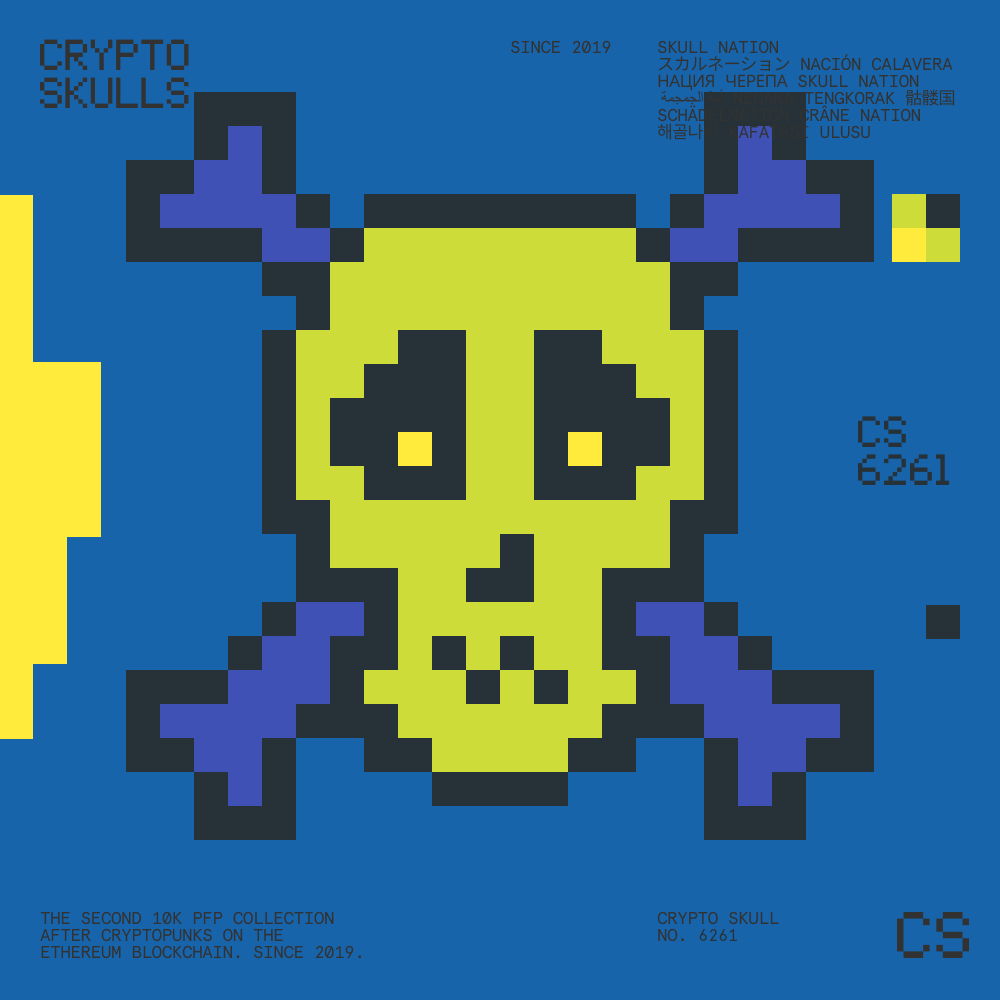 CRYPTO
SKULLS
SINCE 2019
SKULL NATION
スカルネーション NACIÓN CALAVERA
НАЦИЯ ЧЕРЕПА SKULL NATION
TENGKORAK 骷髅国
CRÂNE NATION
ULUSU
CS
6261
THE SECOND 10K PFP COLLECTION
AFTER CRYPTOPUNKS ON THE
ETHEREUM BLOCKCHAIN. SINCE 2019.
CRYPTO SKULL
NO. 6261
CS